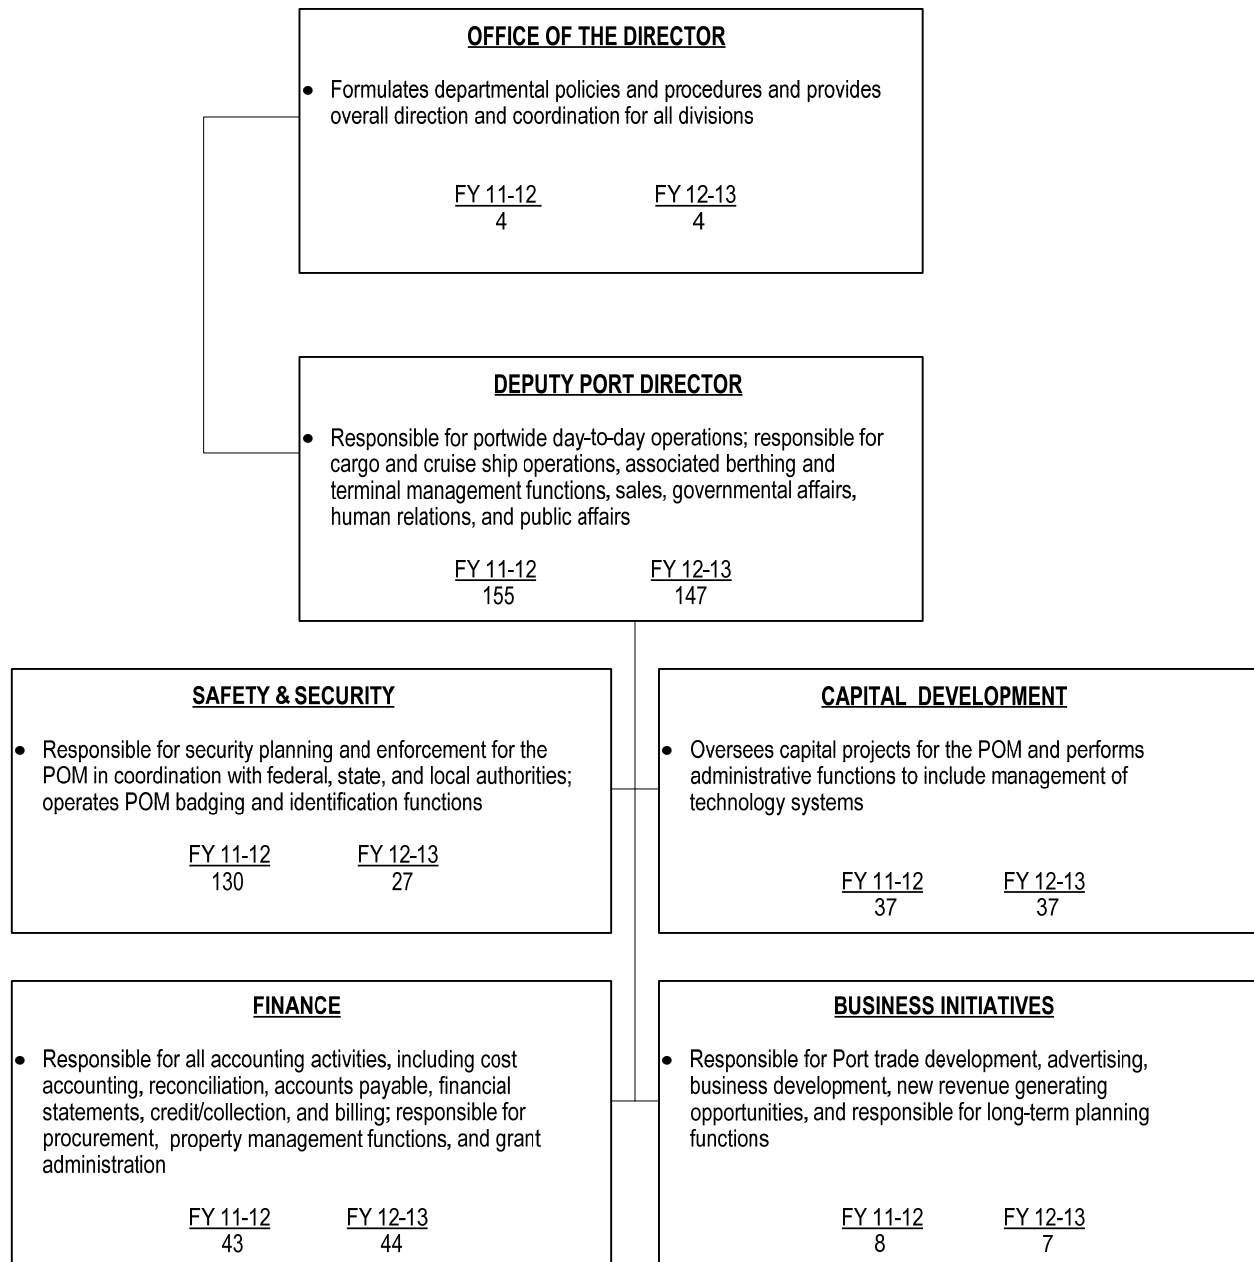 OFFICE OF THE DIRECTOR
• Formulates departmental policies and procedures and provides
overall direction and coordination for all divisions
FY 11-12 FY 12-13
4 4
DEPUTY PORT DIRECTOR
• Responsible for portwide day-to-day operations; responsible for
cargo and cruise ship operations, associated berthing and
terminal management functions, sales, governmental affairs,
human relations, and public affairs
FY 11-12 FY 12-13
155 147
SAFETY & SECURITY
• Responsible for security planning and enforcement for the
POM in coordination with federal, state, and local authorities;
operates POM badging and identification functions
FY 11-12 FY 12-13
130 27
CAPITAL DEVELOPMENT
• Oversees capital projects for the POM and performs
administrative functions to include management of
technology systems
FY 11-12 FY 12-13
37 37
FINANCE
• Responsible for all accounting activities, including cost
accounting, reconciliation, accounts payable, financial
statements, credit/collection, and billing; responsible for
procurement, property management functions, and grant
administration
FY 11-12 FY 12-13
43 44
BUSINESS INITIATIVES
• Responsible for Port trade development, advertising,
business development, new revenue generating
opportunities, and responsible for long-term planning
functions
FY 11-12 FY 12-13
8 7